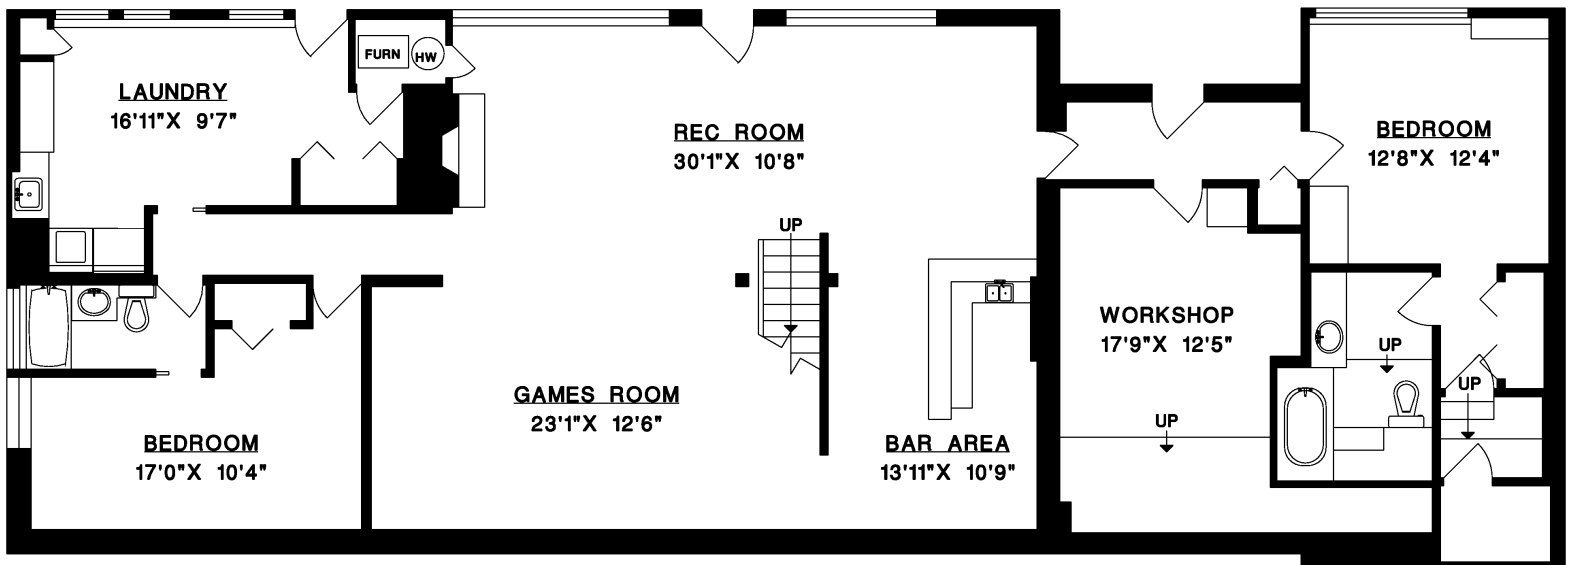 FURN
HW
LAUNDRY
16'11"X 9'7"
REC ROOM
30'1"X 10'8"
BEDROOM
12'8"X 12'4"
UP
WORKSHOP
17'9"X 12'5"
UP
UP
GAMES ROOM
23'1"X 12'6"
UP
BEDROOM
17'0"X 10'4"
BAR AREA
13'11"X 10'9"